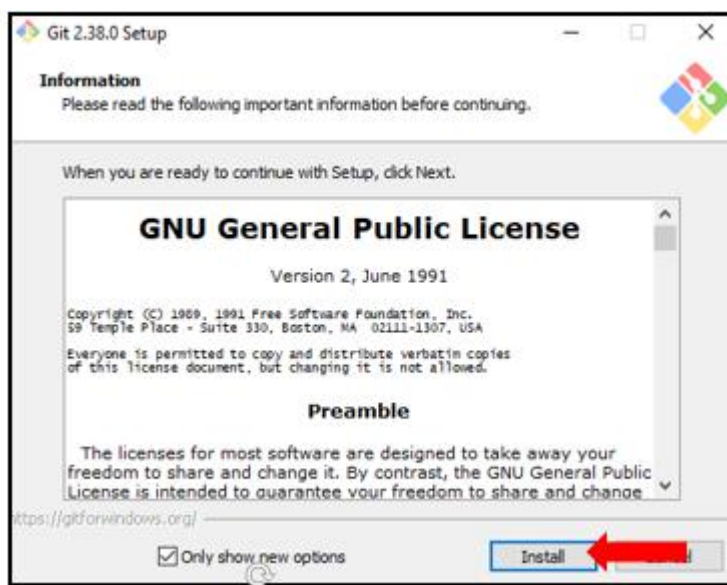 Git 2.38.0 Setup
Information
Please read the following important information before continuing.
When you are ready to continue with Setup, click Next.
GNU General Public License
Version 2, June 1991
Copyright (C) 1989, 1991 Free Software Foundation, Inc.
59 Temple Place - Suite 330, Boston, MA 02111-1307, USA
Everyone is permitted to copy and distribute verbatim copies
of this license document, but changing it is not allowed.
Preamble
The licenses for most software are designed to take away your
freedom to share and change it. By contrast, the GNU General Public
License is intended to guarantee your freedom to share and change
https://gitforwindows.org/
Only show new options
Install